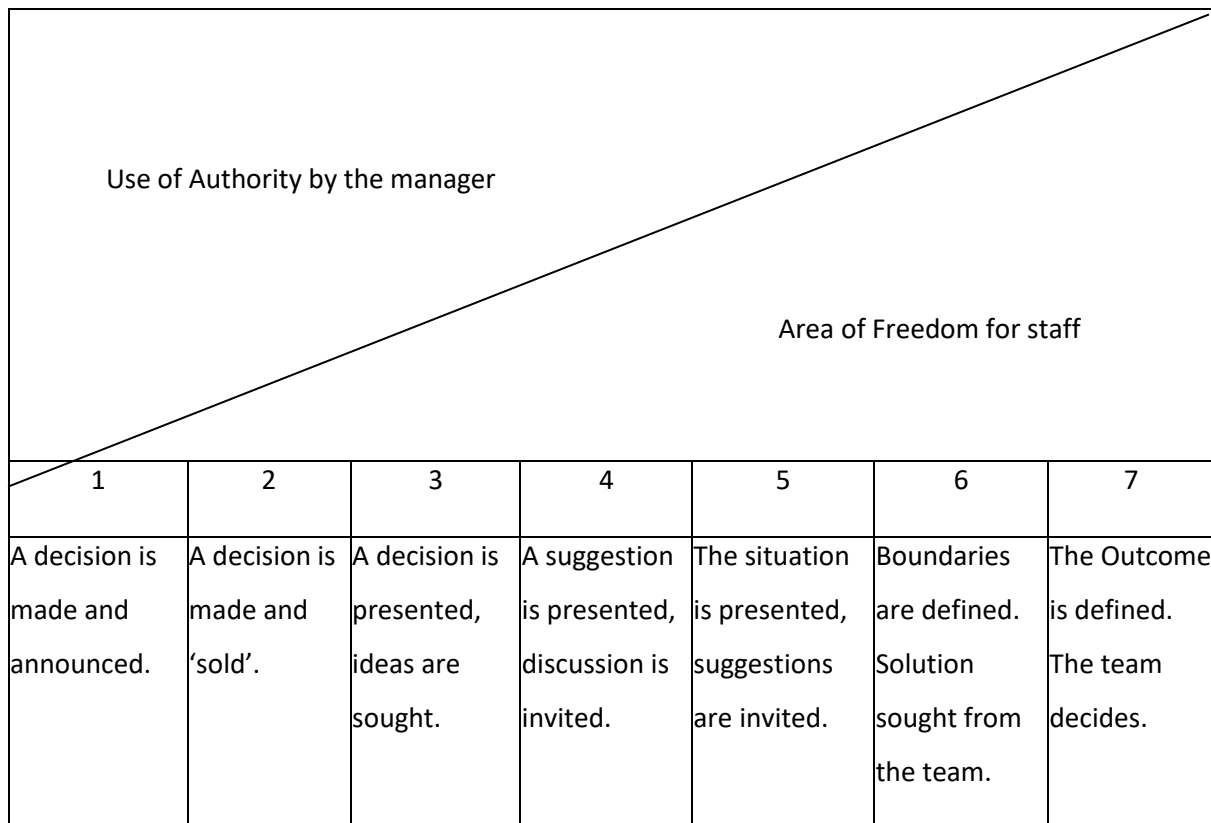 Use of Authority by the manager
Area of Freedom for staff
1
2
3
4
5
6
7
A decision is
made and
announced.
A decision is
made and
‘sold’.
A decision is
presented,
ideas are
sought.
A suggestion
is presented,
discussion is
invited.
The situation
is presented,
suggestions
are invited.
Boundaries
are defined.
Solution
sought from
the team.
The Outcome
is defined.
The team
decides.